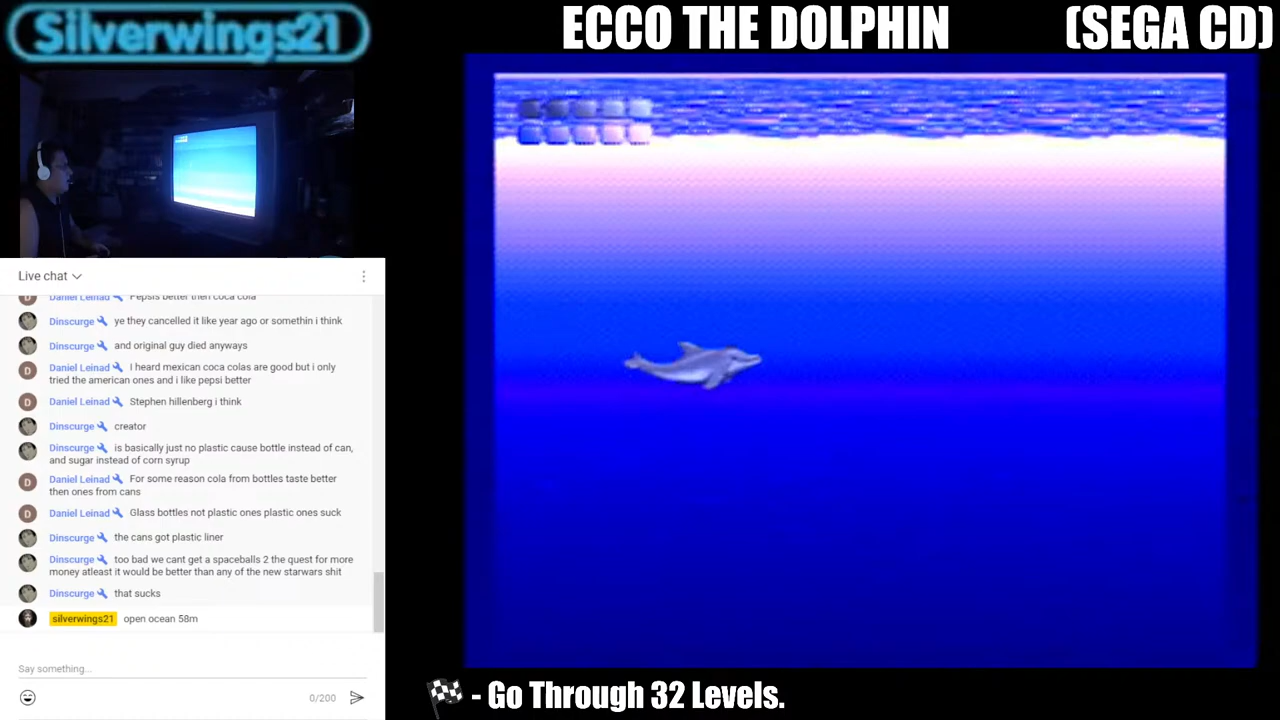 Silverwings21
ECCO THE DOLPHIN (SEGA CD)
Live chat
Daniel Leinad Pepsis better then coca cola
Dinscurge ye they cancelled it like year ago or somethin i think
Dinscurge and original guy died anyways
Daniel Leinad I heard mexican coca colas are good but i only
tried the american ones and i like pepsi better
Daniel Leinad Stephen hillenberg i think
Dinscurge creator
Dinscurge is basically just no plastic cause bottle instead of can,
and sugar instead of corn syrup
Daniel Leinad For some reason cola from bottles taste better
then ones from cans
Daniel Leinad Glass bottles not plastic ones plastic ones suck
Dinscurge the cans got plastic liner
Dinscurge too bad we cant get a spaceballs 2 the quest for more
money atleast it would be better than any of the new starwars shit
Dinscurge that sucks
silverwings21 open ocean 58m
Say something...
0/200
- Go Through 32 Levels.